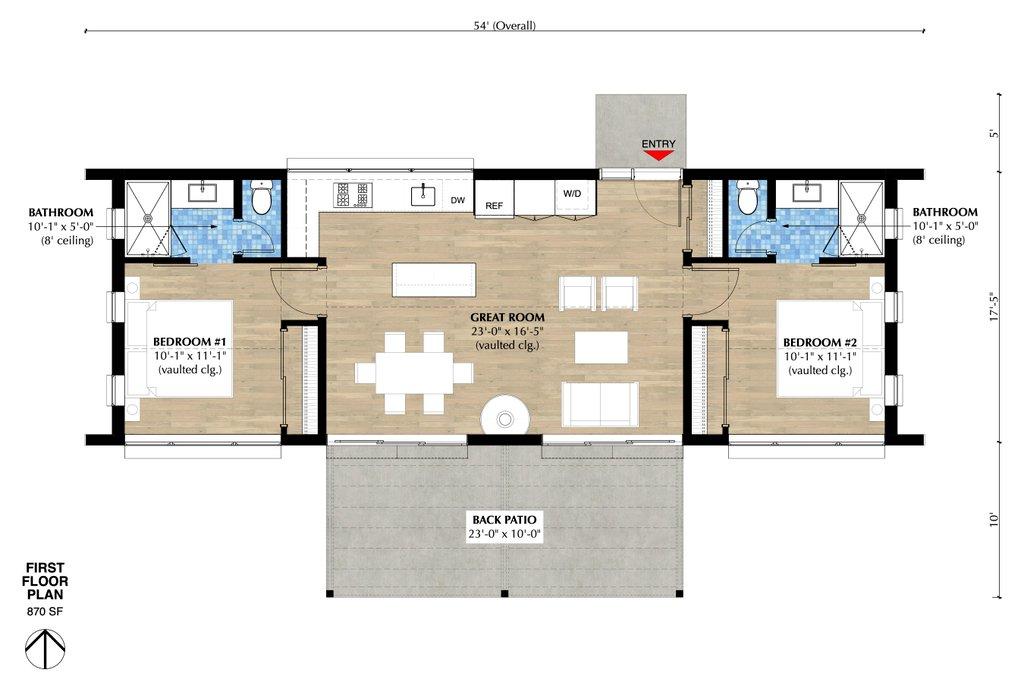 54' (Overall)
5'
ENTRY
W/D
DW
REF
BATHROOM
10'-1" x 5'-0"
(8' ceiling)
BATHROOM
10'-1" x 5'-0"
(8' ceiling)
GREAT ROOM
23'-0" x 16'-5"
(vaulted clg.)
17'-5"
BEDROOM #1
10'-1" x 11'-1"
(vaulted clg.)
BEDROOM #2
10'-1" x 11'-1"
(vaulted clg.)
BACK PATIO
23'-0" x 10'-0"
10'
FIRST
FLOOR
PLAN
870 SF